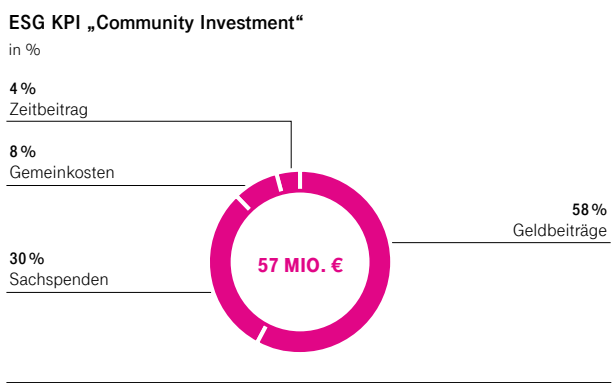 ESG KPI „Community Investment“
in %
4 %
Zeitbeitrag
8 %
Gemeinkosten
30 %
Sachspenden
57 MIO. €
58 %
Geldbeiträge